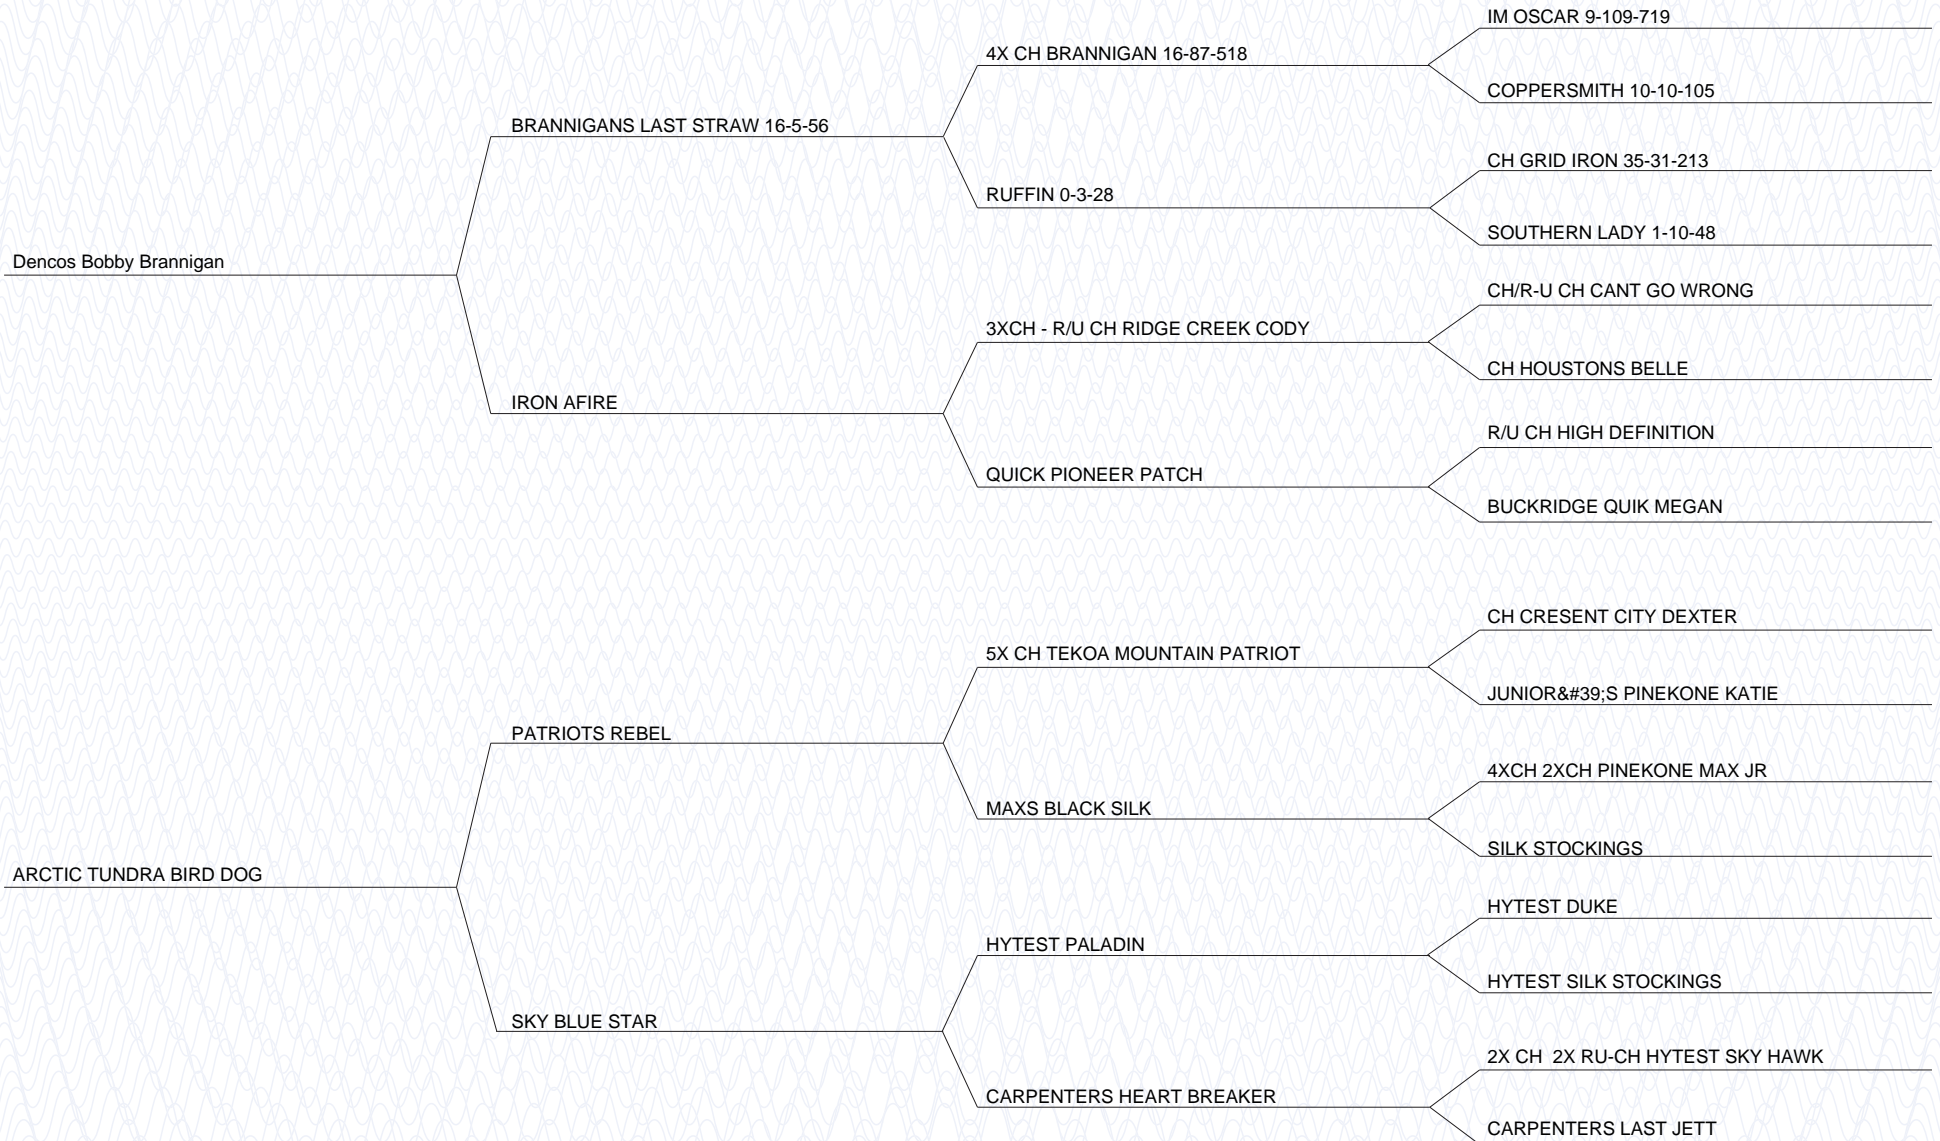 IM OSCAR 9-109-719
4X CH BRANNIGAN 16-87-518
COPPERSMITH 10-10-105
BRANNIGANS LAST STRAW 16-5-56
CH GRID IRON 35-31-213
RUFFIN 0-3-28
SOUTHERN LADY 1-10-48
Dencos Bobby Brannigan
CH/R-U CH CANT GO WRONG
3XCH - R/U CH RIDGE CREEK CODY
CH HOUSTONS BELLE
IRON AFIRE
R/U CH HIGH DEFINITION
QUICK PIONEER PATCH
BUCKRIDGE QUIK MEGAN
CH CRESENT CITY DEXTER
5X CH TEKOA MOUNTAIN PATRIOT
JUNIOR&#39;S PINEKONE KATIE
PATRIOTS REBEL
4XCH 2XCH PINEKONE MAX JR
MAXS BLACK SILK
SILK STOCKINGS
ARCTIC TUNDRA BIRD DOG
HYTEST DUKE
HYTEST PALADIN
HYTEST SILK STOCKINGS
SKY BLUE STAR
2X CH  2X RU-CH HYTEST SKY HAWK
CARPENTERS HEART BREAKER
CARPENTERS LAST JETT